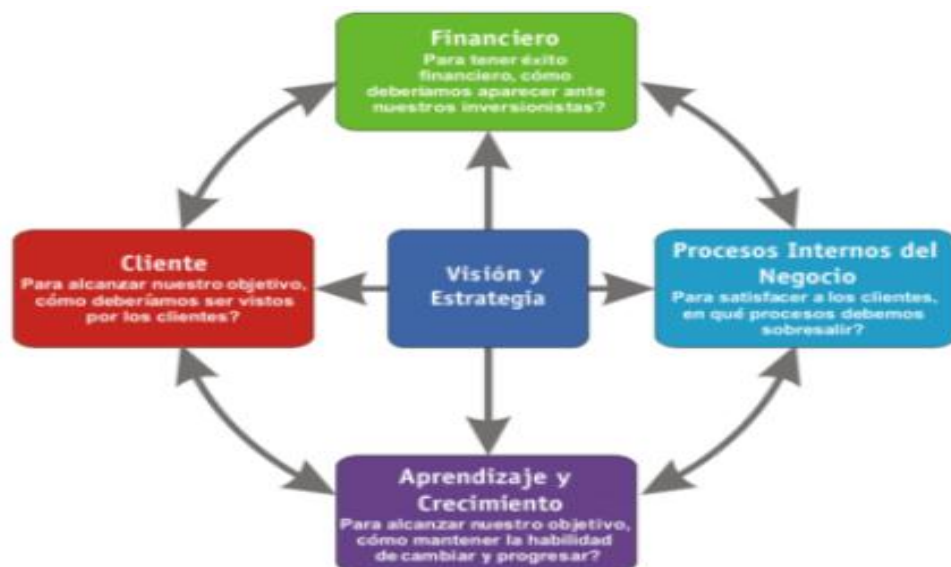 Financiero
Para tener éxito
financiero, cómo
deberíamos aparecer ante
nuestros inversionistas?
Cliente
Para alcanzar nuestro objetivo,
cómo deberíamos ser vistos
por los clientes?
Visión y
Estrategia
Procesos Internos del
Negocio
Para satisfacer a los clientes,
en qué procesos debemos
sobresalir?
Aprendizaje y
Crecimiento
Para alcanzar nuestro objetivo,
cómo mantener la habilidad
de cambiar y progresar?